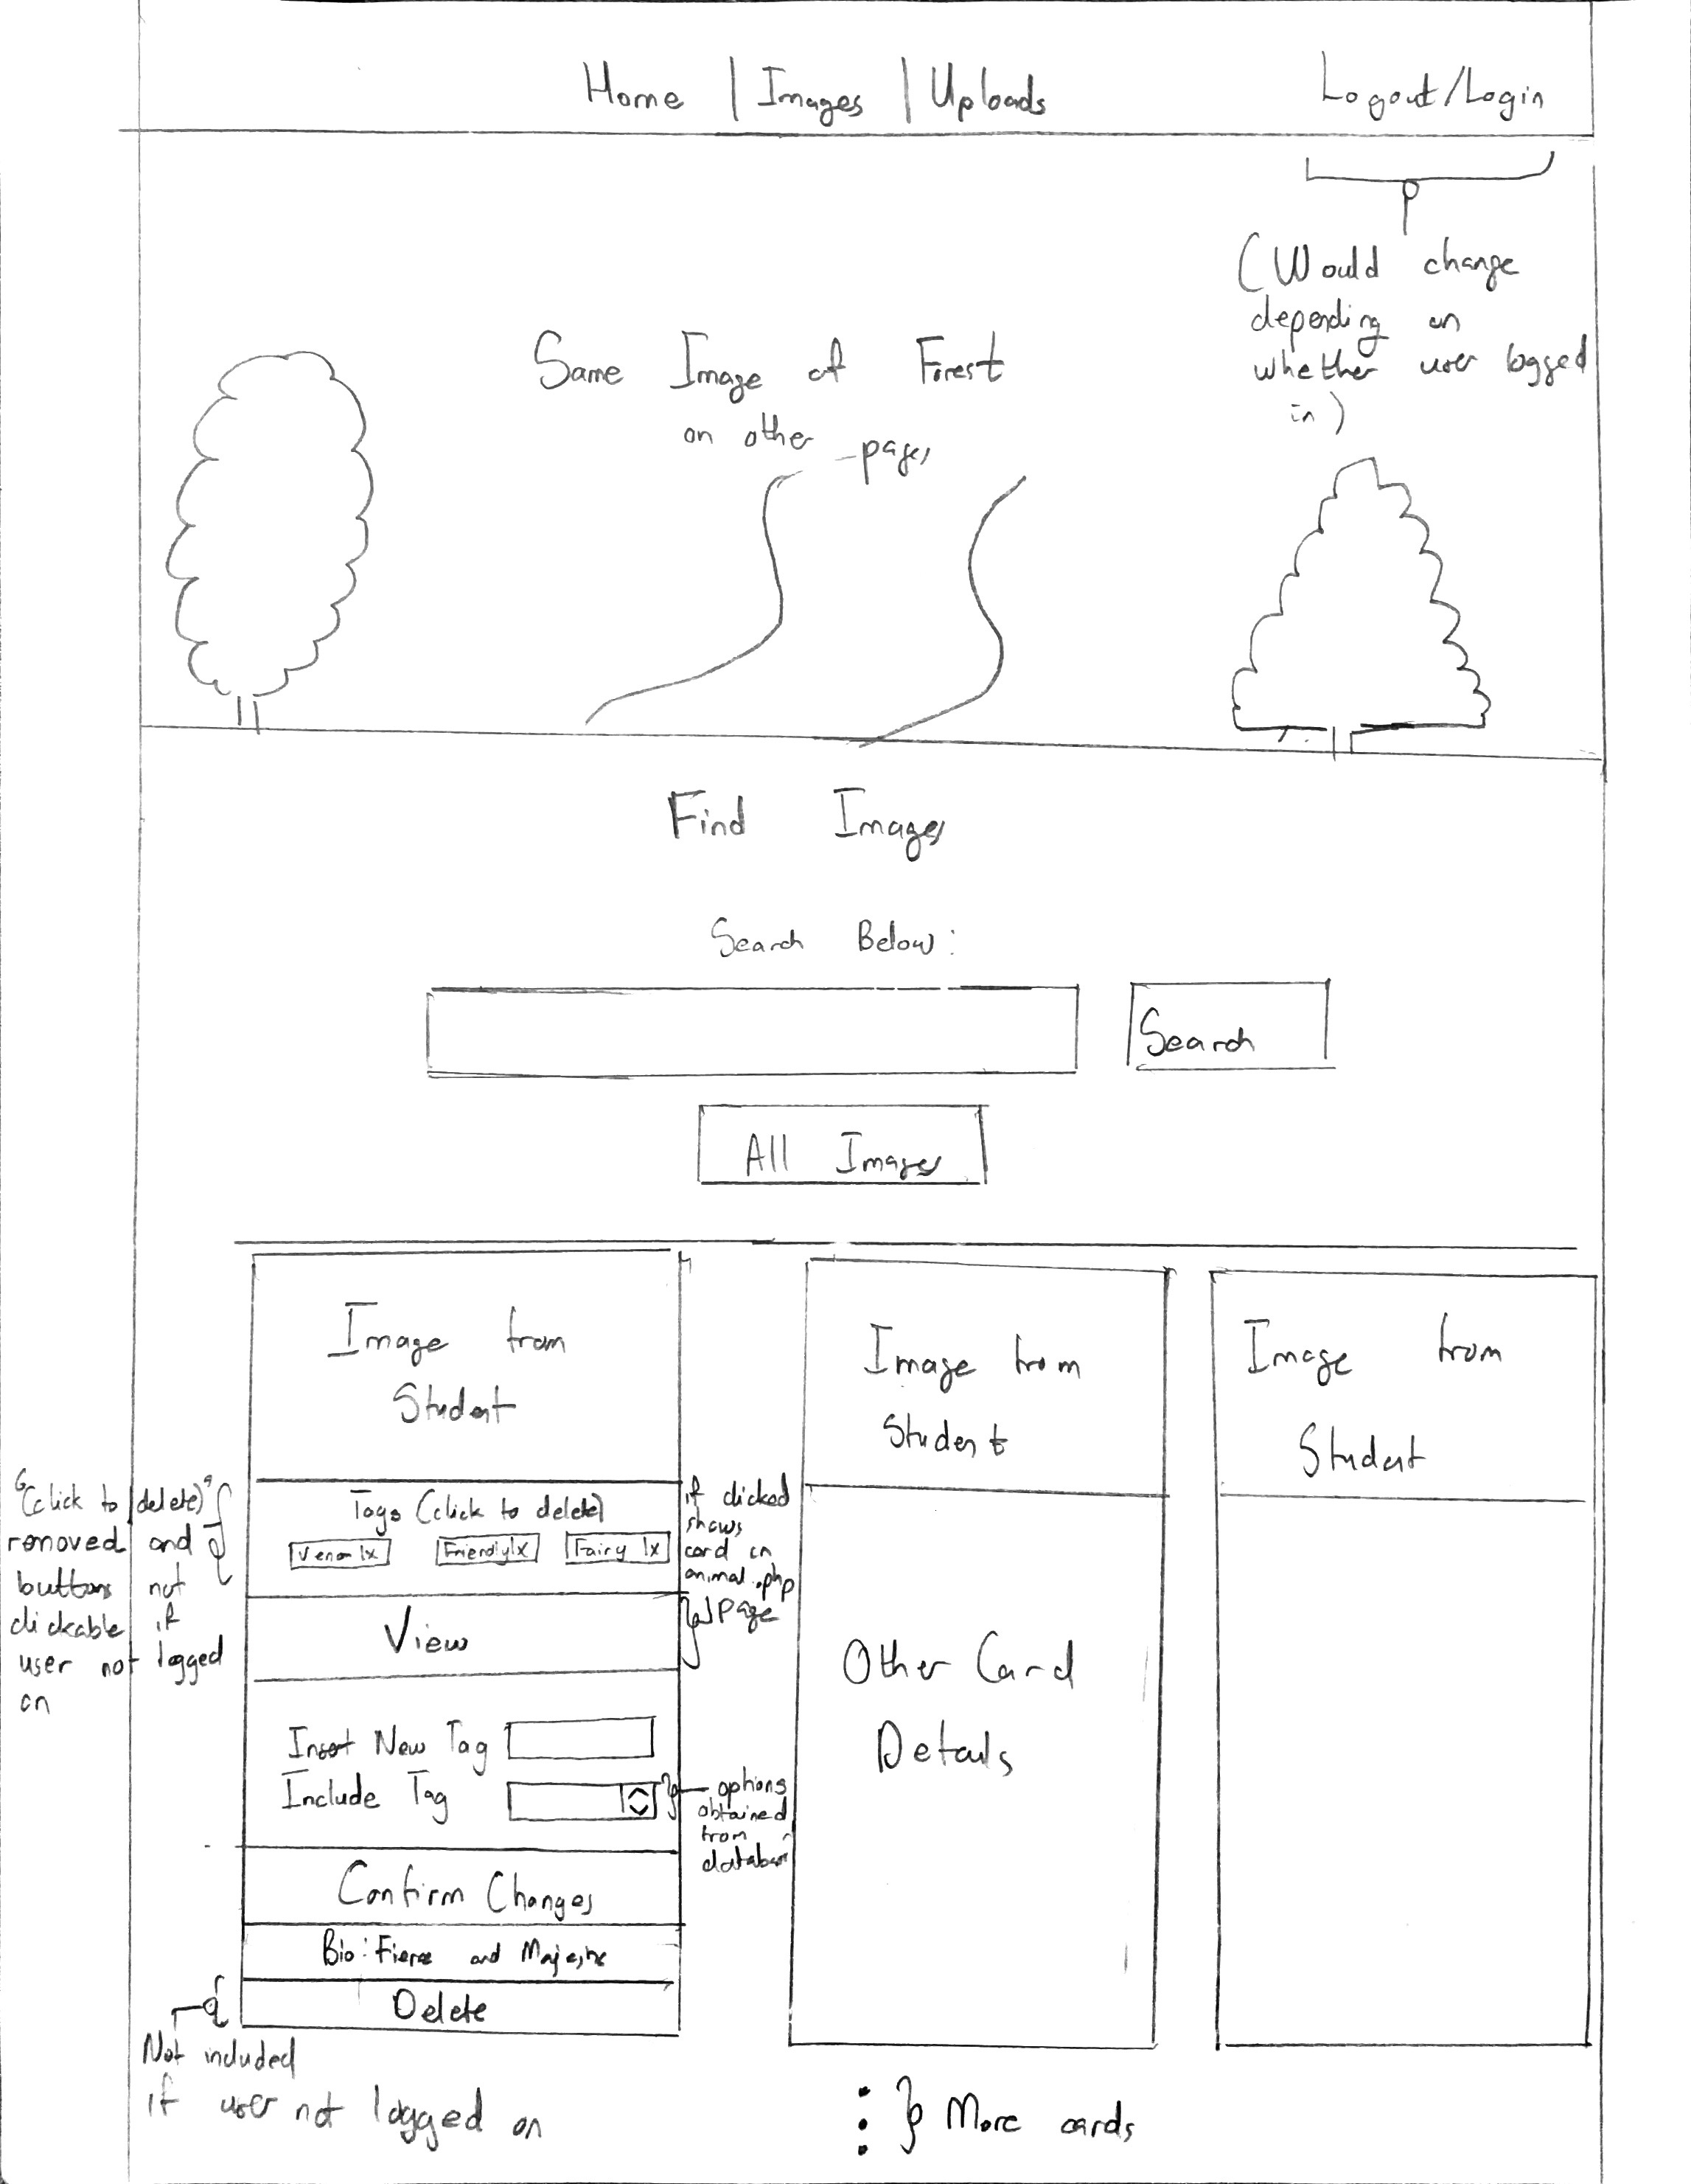 Home | Images | Uploads
Logout/Login
(Would change
depending on
whether user logged
in)
Same Image of Forest
on other pages
Find Images
Search Below:
Search
All Images
Image from
Student
"(click to delete)"
removed and
buttons not
clickable if
user not logged
on
Tags (click to delete)
Venom |x
Friendly|x
Fairy |x
if clicked
shows
card in
animal.php
page
View
Insert New Tag
Include Tag
options
obtained
from
database
Confirm Changes
Bio: Fierce and Majestic
Delete
Not included
if user not logged on
Image from
Student
Other Card
Details
Image from
Student
More cards